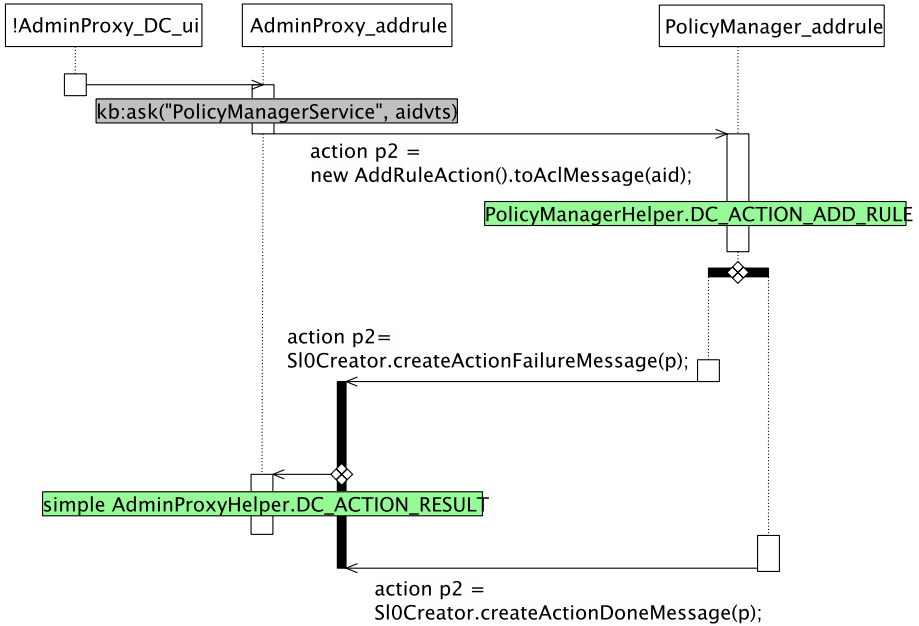 !AdminProxy_DC_ui
AdminProxy_addrule
PolicyManager_addrule
kb:ask("PolicyManagerService", aidvts)
action p2 =
new AddRuleAction().toAclMessage(aid);
PolicyManagerHelper.DC_ACTION_ADD_RULE
action p2=
Sl0Creator.createActionFailureMessage(p);
simple AdminProxyHelper.DC_ACTION_RESULT
action p2 =
Sl0Creator.createActionDoneMessage(p);